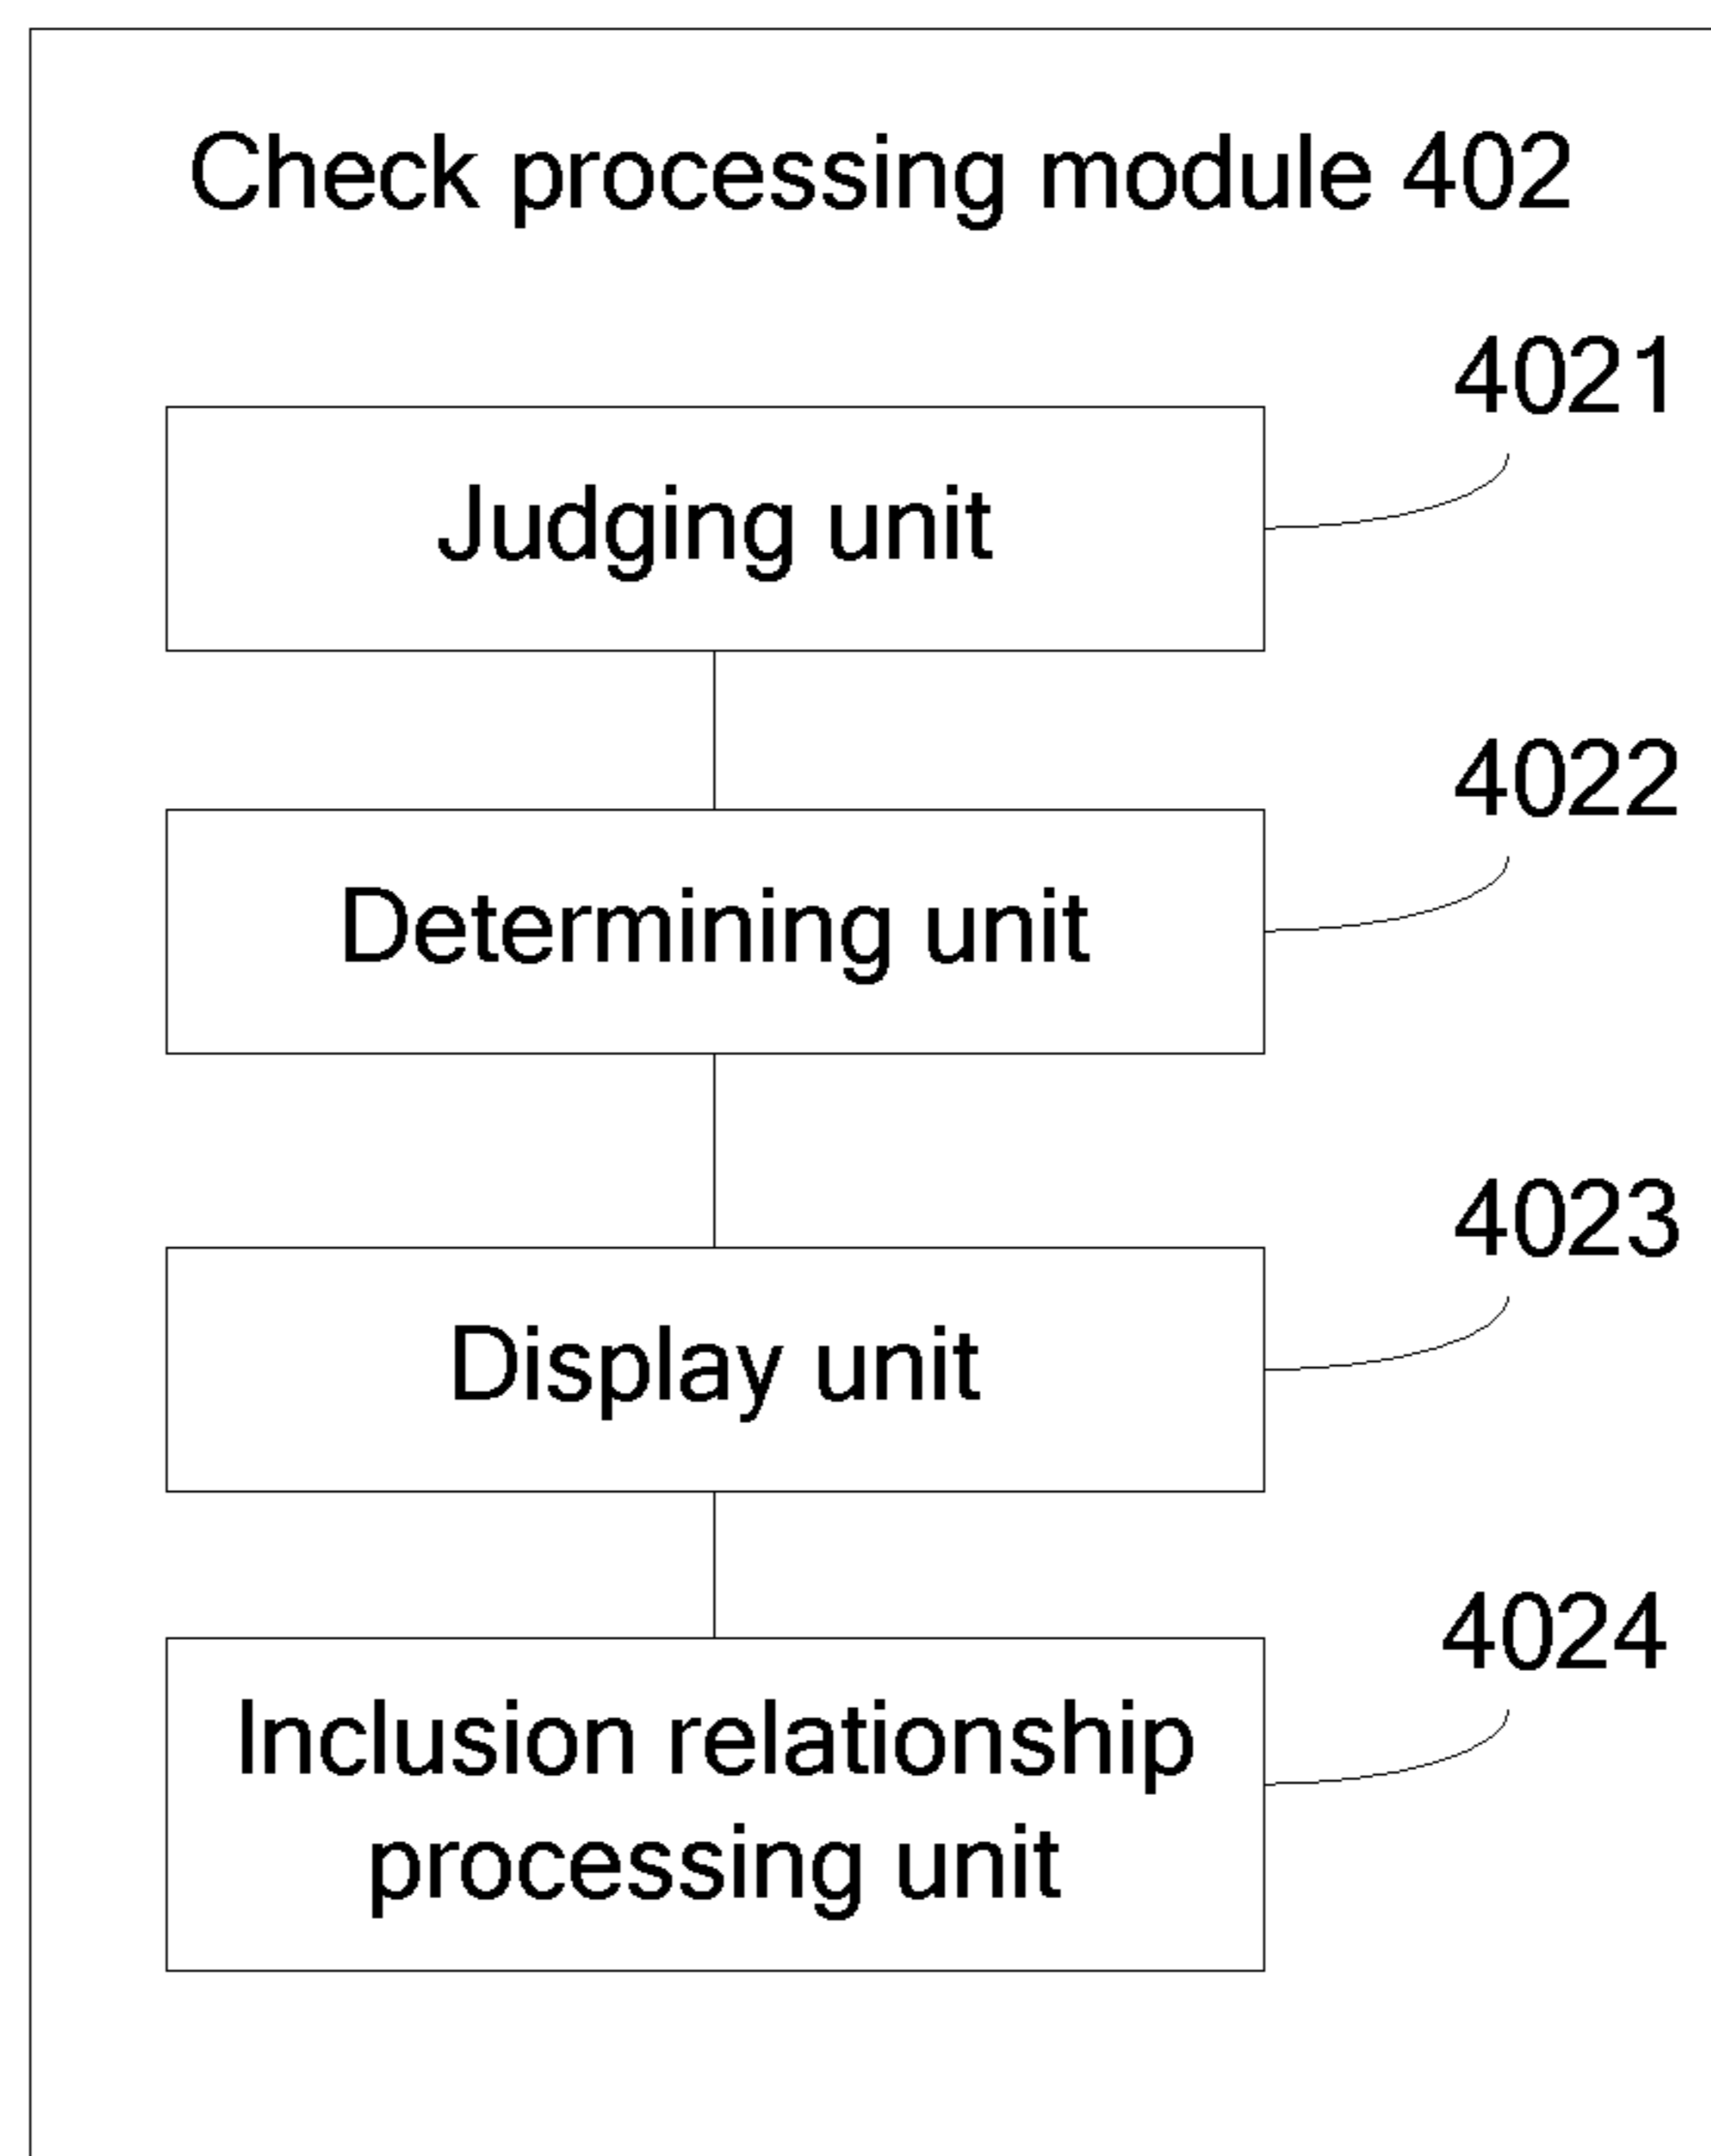 Check processing module 402
4021
Judging unit
4022
Determining unit
4023
Display unit
4024
Inclusion relationship
processing unit